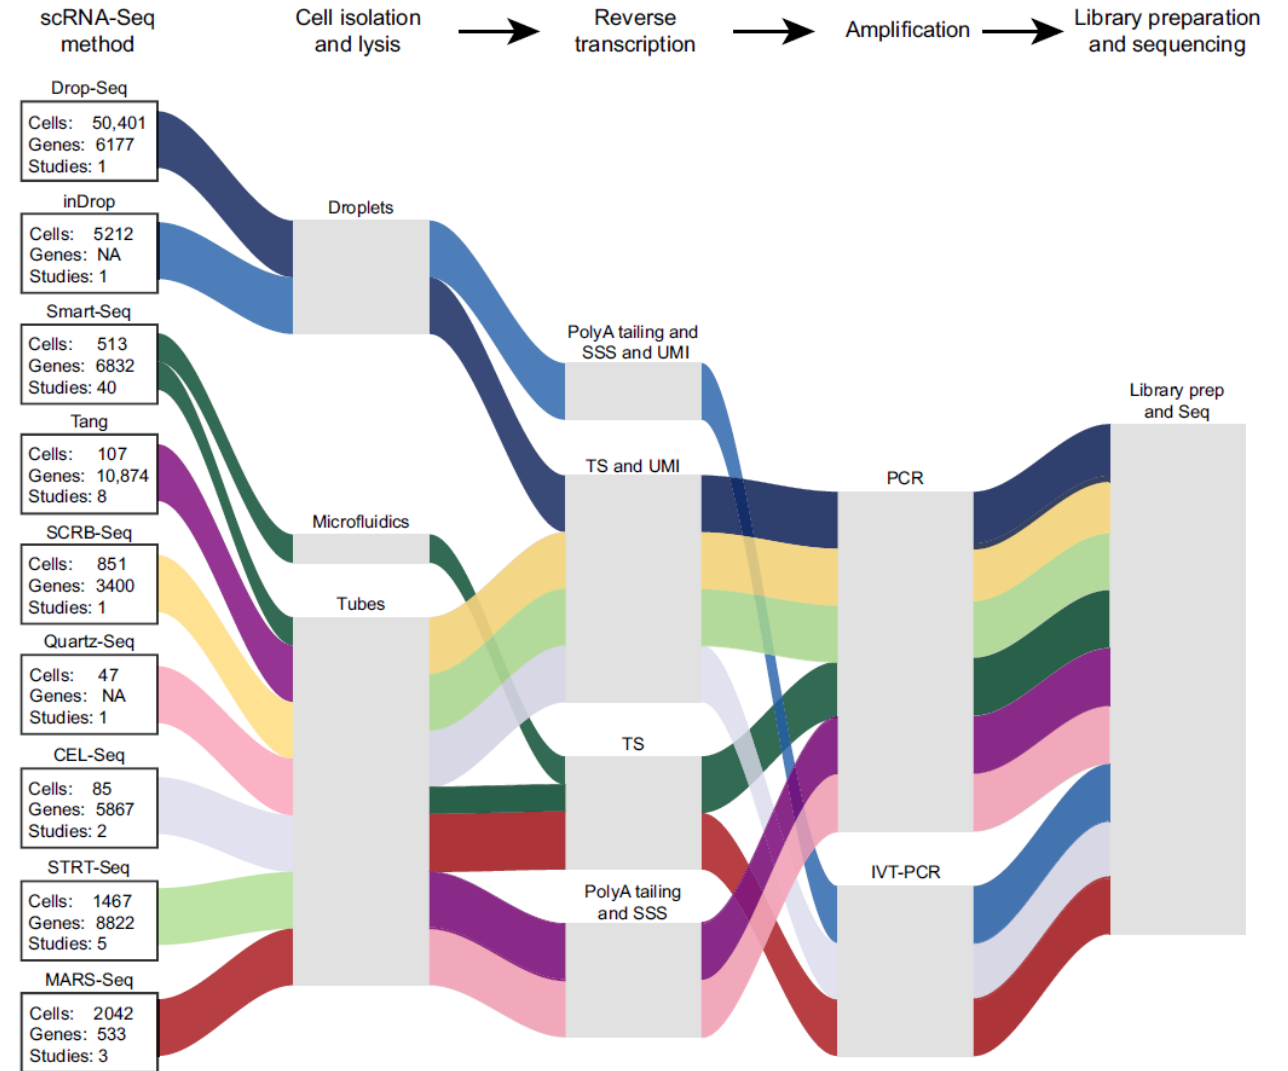 scRNA-Seq
method
Cell isolation
and lysis
Reverse
transcription
Amplification
Library preparation
and sequencing
Drop-Seq
Cells: 50,401
Genes: 6177
Studies: 1
inDrop
Cells: 5212
Genes: NA
Studies: 1
Smart-Seq
Cells: 513
Genes: 6832
Studies: 40
Tang
Cells: 107
Genes: 10,874
Studies: 8
SCRB-Seq
Cells: 851
Genes: 3400
Studies: 1
Quartz-Seq
Cells: 47
Genes: NA
Studies: 1
CEL-Seq
Cells: 85
Genes: 5867
Studies: 2
STRT-Seq
Cells: 1467
Genes: 8822
Studies: 5
MARS-Seq
Cells: 2042
Genes: 533
Studies: 3
Droplets
Microfluidics
Tubes
PolyA tailing and
SSS and UMI
TS and UMI
TS
PolyA tailing
and SSS
PCR
IVT-PCR
Library prep
and Seq